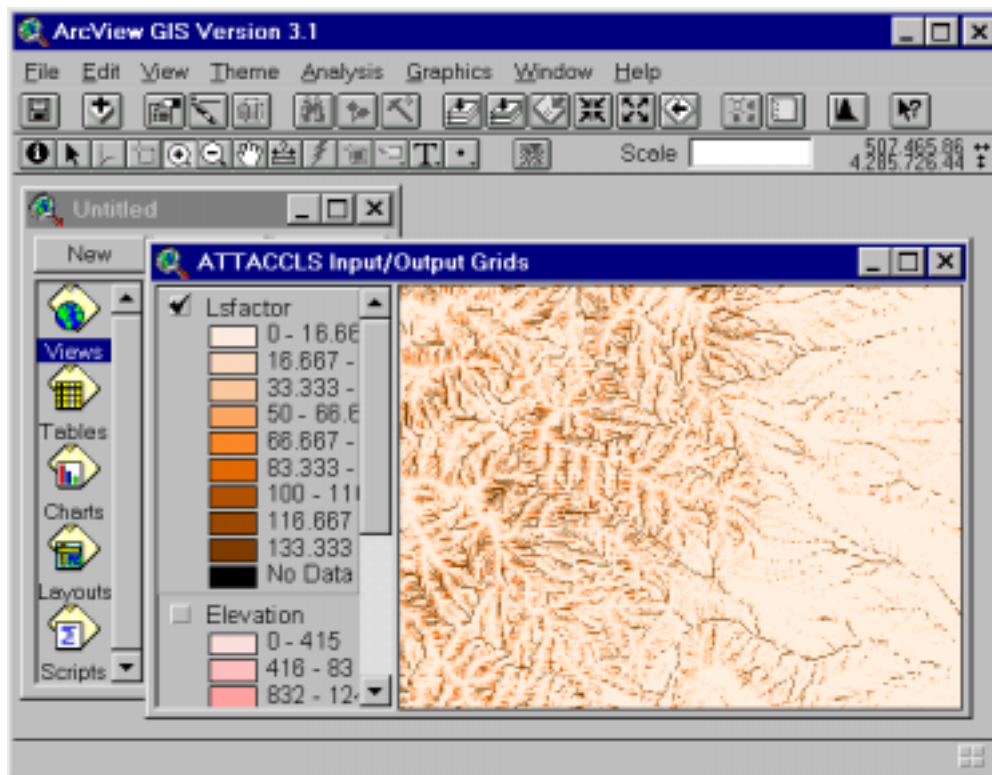 ArcView GIS Version 3.1
File Edit View Theme Analysis Graphics Window Help
T
Scale
507,465.86
4,285,726.44
Untitled
New
Views
Tables
Charts
Layouts
Scripts
ATTACCLS Input/Output Grids
Lsfactor
0 - 16.66
16.667 -
33.333 -
50 - 66.6
66.667 -
83.333 -
100 - 11
116.667
133.333
No Data
Elevation
0 - 415
416 - 83
832 - 124